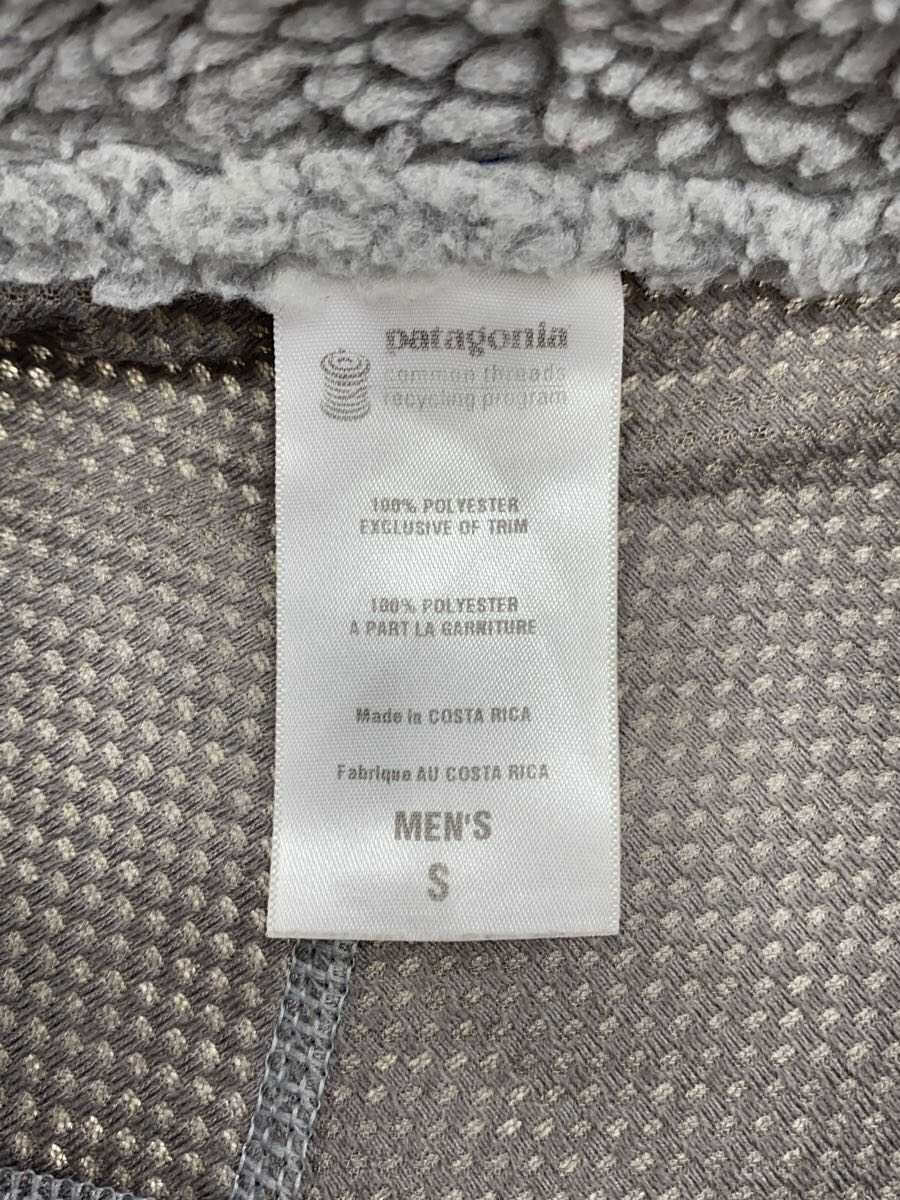 patagonia
common threads
recycling program
100% POLYESTER
EXCLUSIVE OF TRIM
100% POLYESTER
A PART LA GARNITURE
Made in COSTA RICA
Fabrique AU COSTA RICA
MEN'S
S